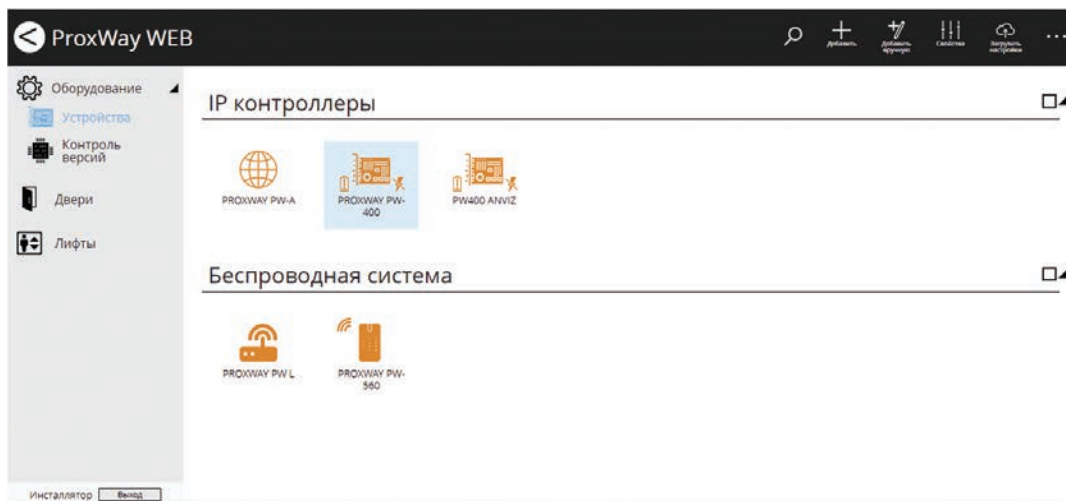 ProxWay WEB
Добавить
Добавить
вручную
Свойства
Загрузить
настройки
Оборудование
Устройства
Контроль
версий
Двери
Лифты
IP контроллеры
PROXWAY PW-A
PROXWAY PW-
400
PW400 ANVIZ
Беспроводная система
PROXWAY PW L
PROXWAY PW-
560
Инсталлятор
Выход